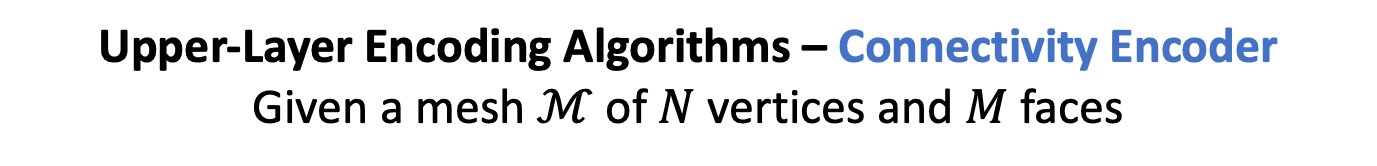 Upper-Layer Encoding Algorithms – Connectivity Encoder
Given a mesh ℳ of 𝑁 vertices and 𝑀 faces